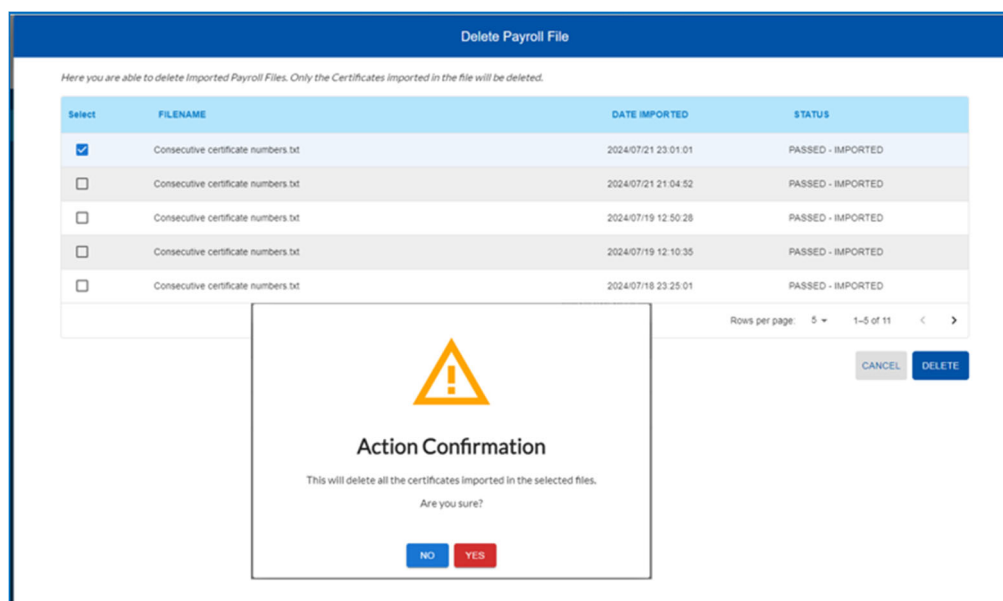 Delete Payroll File
Here you are able to delete Imported Payroll Files. Only the Certificates imported in the file will be deleted.
Select FILENAME DATE IMPORTED STATUS
Consecutive certificate numbers.txt 2024/07/21 23:01:01 PASSED - IMPORTED
Consecutive certificate numbers.txt 2024/07/21 21:04:52 PASSED - IMPORTED
Consecutive certificate numbers.txt 2024/07/19 12:50:28 PASSED - IMPORTED
Consecutive certificate numbers.txt 2024/07/19 12:10:35 PASSED - IMPORTED
Consecutive certificate numbers.txt 2024/07/18 23:25:01 PASSED - IMPORTED
Rows per page: 5 1–5 of 11
CANCEL DELETE
Action Confirmation
This will delete all the certificates imported in the selected files.
Are you sure?
NO YES